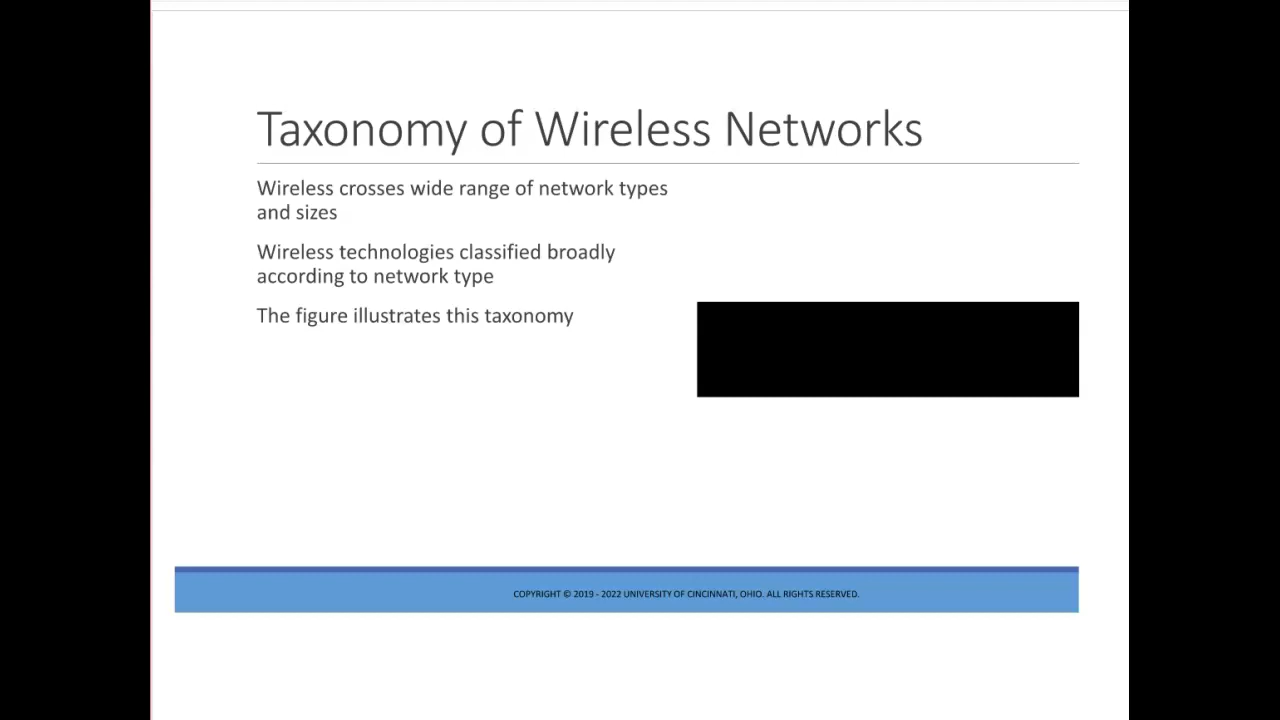 Taxonomy of Wireless Networks
Wireless crosses wide range of network types
and sizes
Wireless technologies classified broadly
according to network type
The figure illustrates this taxonomy
COPYRIGHT © 2019 - 2022 UNIVERSITY OF CINCINNATI, OHIO. ALL RIGHTS RESERVED.